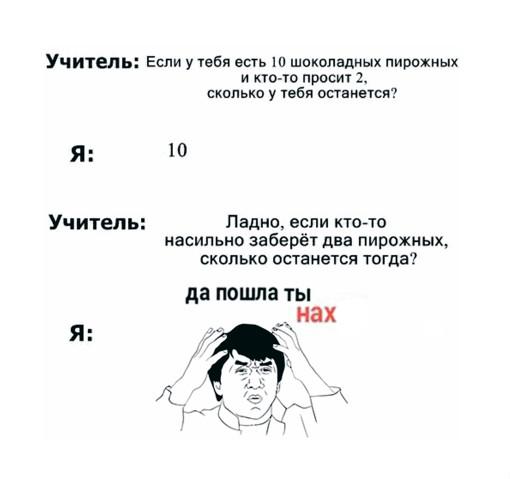 Учитель: Если у тебя есть 10 шоколадных пирожных
и кто-то просит 2,
сколько у тебя останется?
Я: 10
Учитель: Ладно, если кто-то
насильно заберёт два пирожных,
сколько останется тогда?
да пошла ты
нах
Я: